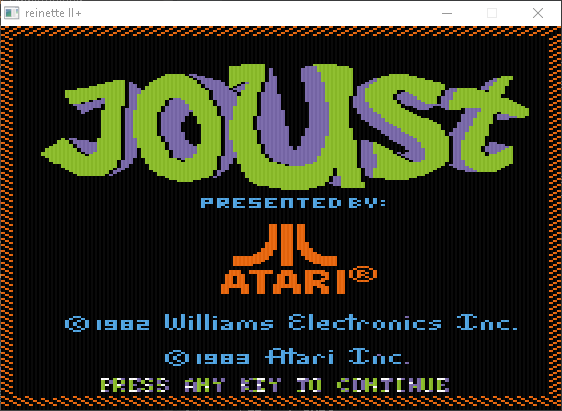 reinette II+
JOUST
PRESENTED BY:
ATARI®
©1982 Williams Electronics Inc.
©1983 Atari Inc.
PRESS ANY KEY TO CONTINUE